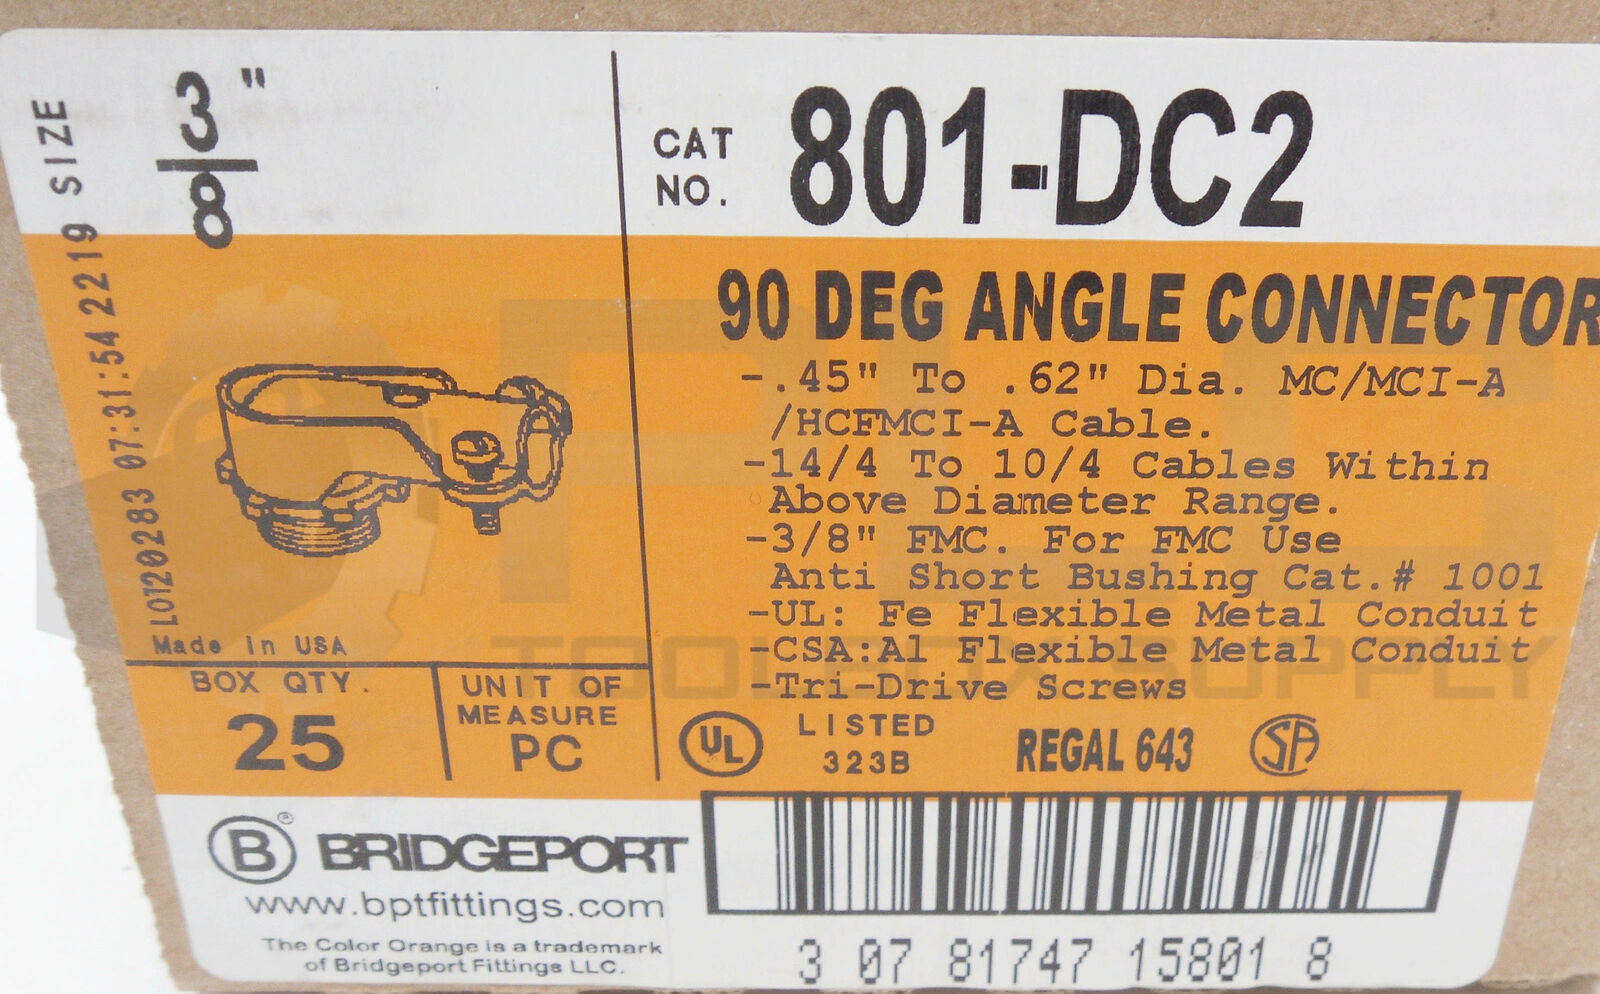 SIZE
3/8"
LOT20283 07:31:54 2219
CAT NO.
801-DC2
90 DEG ANGLE CONNECTOR
-.45" To .62" Dia. MC/MCI-A
/HCFMCI-A Cable.
-14/4 To 10/4 Cables Within
Above Diameter Range.
-3/8" FMC. For FMC Use
Anti Short Bushing Cat.# 1001
-UL: Fe Flexible Metal Conduit
-CSA:Al Flexible Metal Conduit
-Tri-Drive Screws
Made In USA
BOX QTY.
25
UNIT OF
MEASURE
PC
UL
LISTED
323B
REGAL 643
SA
B ® BRIDGEPORT
www.bptfittings.com
The Color Orange is a trademark
of Bridgeport Fittings LLC.
3 07 81747 15801 8